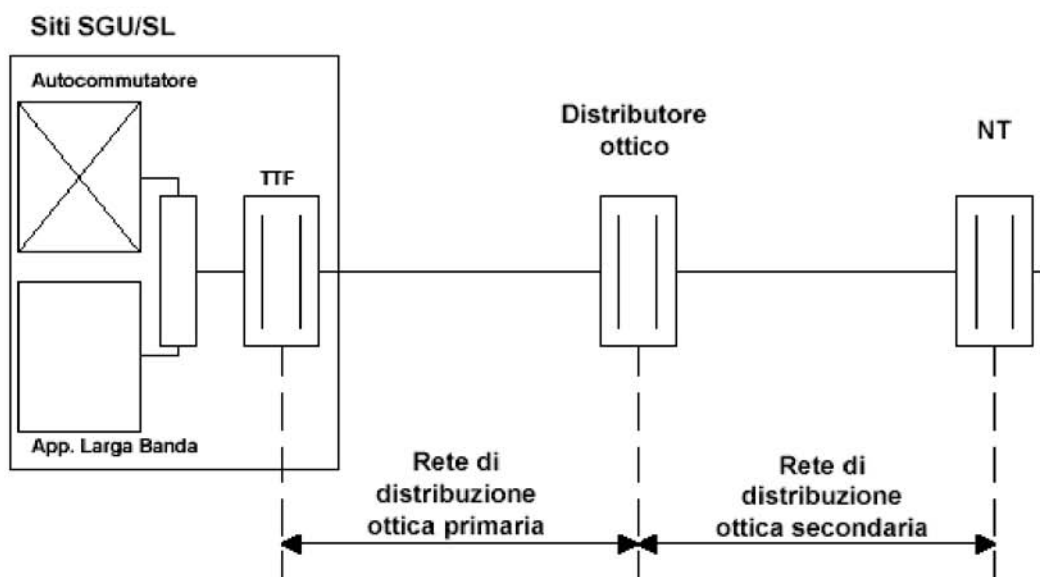 Siti SGU/SL
Autocommutatore
TTF
App. Larga Banda
Distributore
ottico
NT
Rete di
distribuzione
ottica primaria
Rete di
distribuzione
ottica secondaria